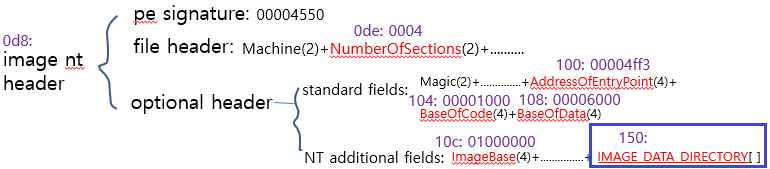 pe signature: 00004550
0de: 0004
0d8:
file header: Machine(2)+NumberOfSections(2)+..........
image nt
header
100: 00004ff3
standard fields: Magic(2)+.............+AddressOfEntryPoint(4)+
optional header
104: 00001000 108: 00006000
BaseOfCode(4)+BaseOfData(4)
10c: 01000000
150:
NT additional fields: ImageBase(4)+..............+ IMAGE_DATA_DIRECTORY[ ]